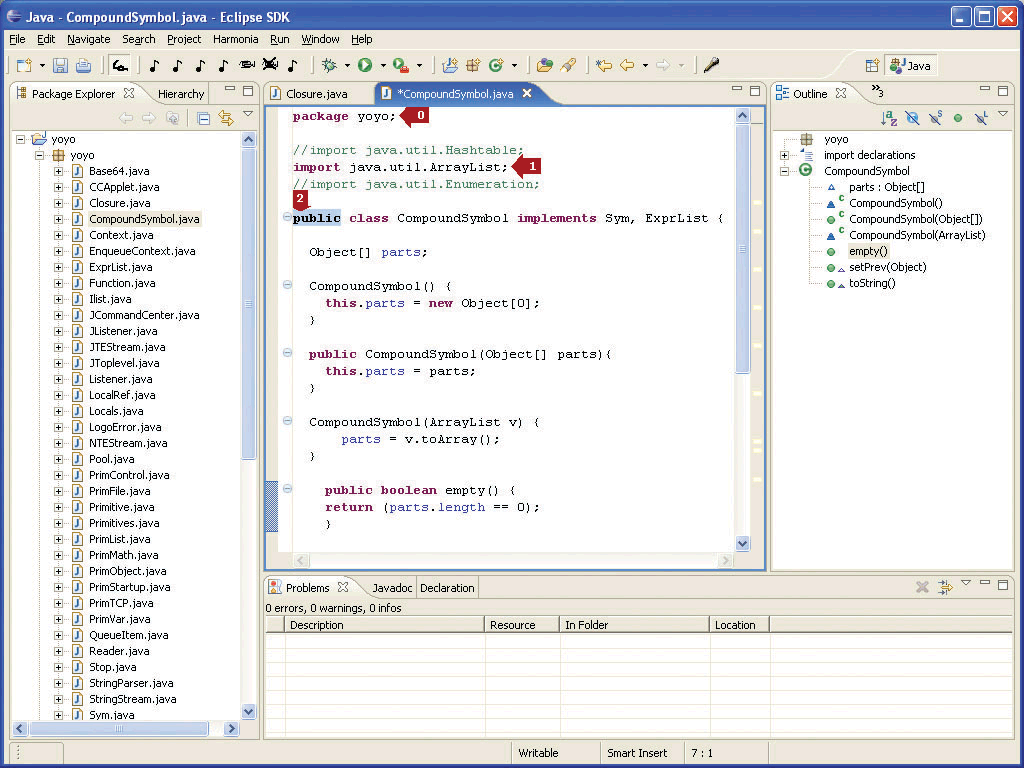 Java - CompoundSymbol.java - Eclipse SDK
File Edit Navigate Search Project Harmonia Run Window Help
Java
Package Explorer Hierarchy
yoyo
yoyo
Base64.java
CCApplet.java
Closure.java
CompoundSymbol.java
Context.java
EnqueueContext.java
ExprList.java
Function.java
Ilist.java
JCommandCenter.java
JListener.java
JTEStream.java
JToplevel.java
Listener.java
LocalRef.java
Locals.java
LogoError.java
NTEStream.java
Pool.java
PrimControl.java
PrimFile.java
Primitive.java
Primitives.java
PrimList.java
PrimMath.java
PrimObject.java
PrimStartup.java
PrimTCP.java
PrimVar.java
QueueItem.java
Reader.java
Stop.java
StringParser.java
StringStream.java
Sym.java
Closure.java *CompoundSymbol.java
package yoyo; 0
//import java.util.Hashtable;
import java.util.ArrayList; 1
//import java.util.Enumeration;
2
public class CompoundSymbol implements Sym, ExprList {
Object[] parts;
CompoundSymbol() {
this.parts = new Object[0];
}
public CompoundSymbol(Object[] parts){
this.parts = parts;
}
CompoundSymbol(ArrayList v) {
parts = v.toArray();
}
public boolean empty() {
return (parts.length == 0);
}
Outline 3
yoyo
import declarations
CompoundSymbol
parts : Object[]
CompoundSymbol()
CompoundSymbol(Object[])
CompoundSymbol(ArrayList)
empty()
setPrev(Object)
toString()
Problems Javadoc Declaration
0 errors, 0 warnings, 0 infos
Description Resource In Folder Location
Writable Smart Insert 7 : 1